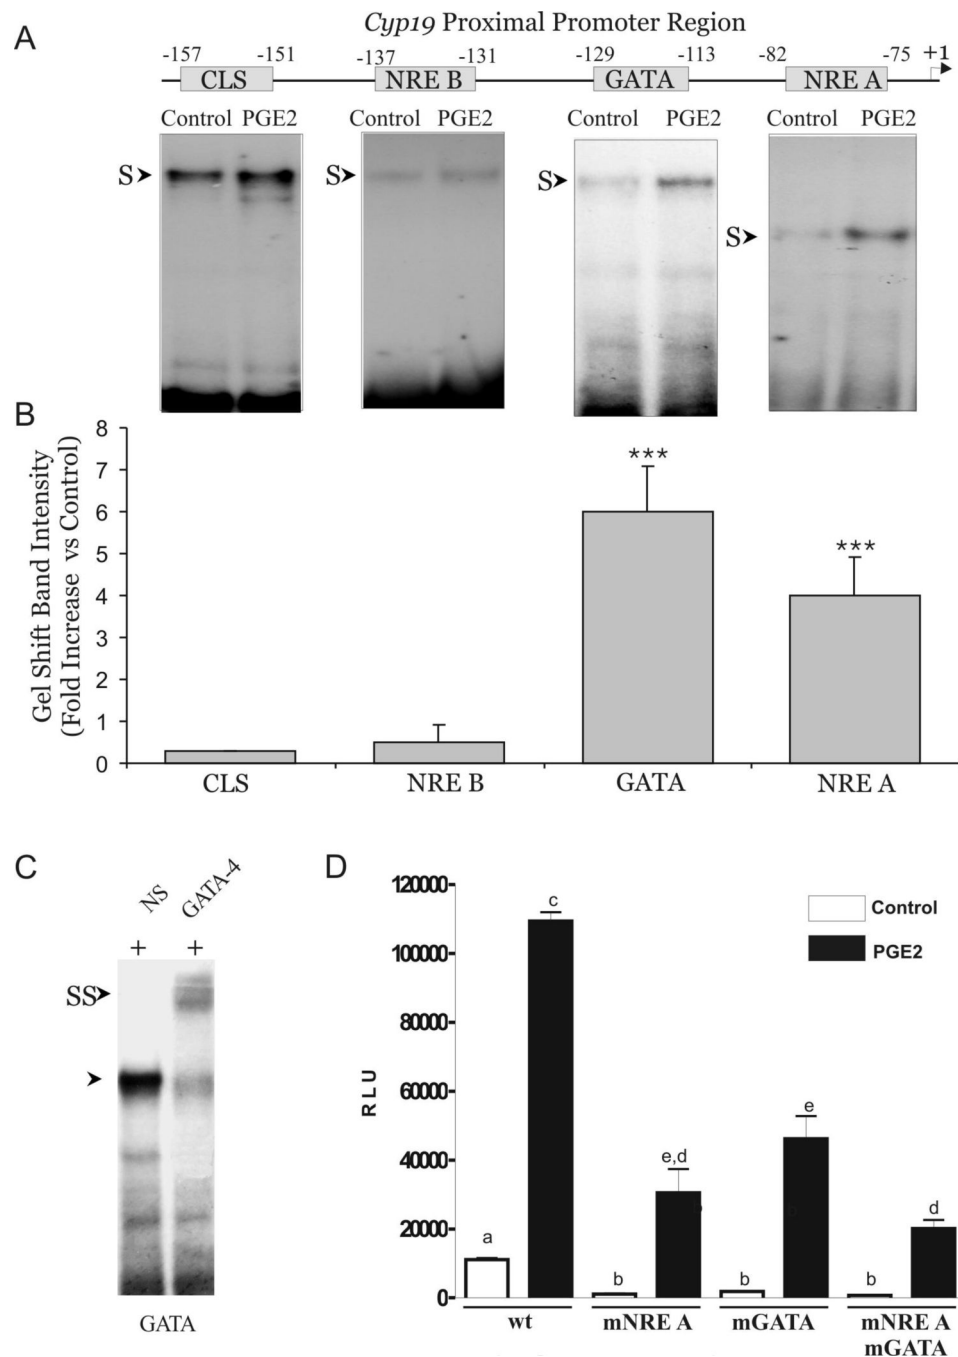 A
Cyp19 Proximal Promoter Region
-157 -151 -137 -131 -129 -113 -82 -75 +1
CLS NRE B GATA NRE A
Control PGE2 Control PGE2 Control PGE2 Control PGE2
S S S S
B
Gel Shift Band Intensity
(Fold Increase vs Control)
8
7
6
5
4
3
2
1
0
*** ***
CLS NRE B GATA NRE A
C
NS GATA-4
+ +
SS
GATA
D
RLU
120000
100000
80000
60000
40000
20000
0
Control
PGE2
a c b e,d b e b d
wt mNRE A mGATA mNRE A
mGATA